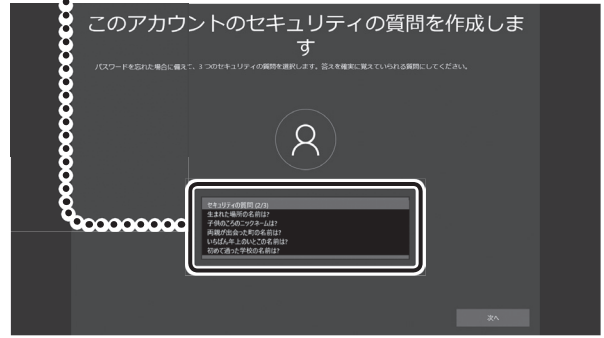 このアカウントのセキュリティの質問を作成しま
す
パスワードを忘れた場合に備えて、3 つのセキュリティの質問を選択します。答えを確実に覚えていられる質問にしてください。
セキュリティの質問 (2/3)
生まれた場所の名前は?
子供のころのニックネームは?
両親が出会った町の名前は?
いちばん年上のいとこの名前は?
初めて通った学校の名前は?
次へ